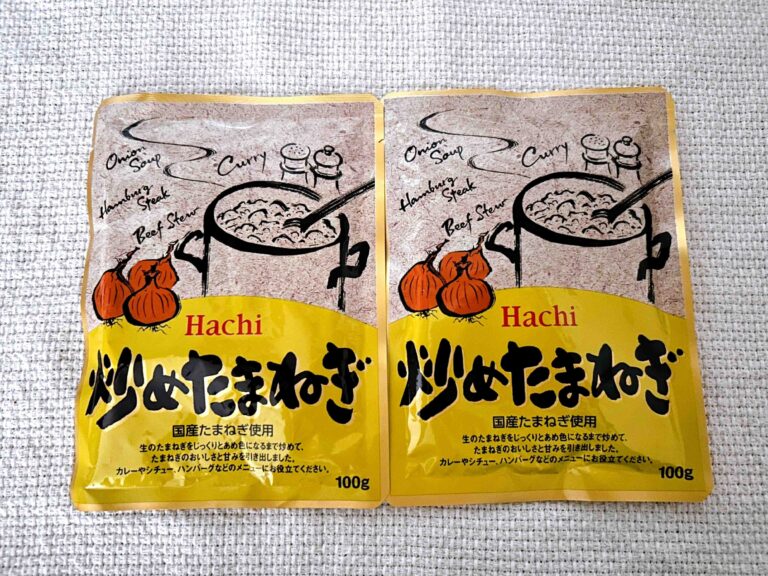 Onion
Soup
Curry
Hamburg
Steak
Beef Stew
Hachi
炒めたまねぎ
国産たまねぎ使用
生のたまねぎをじっくりとあめ色になるまで炒めて、
たまねぎのおいしさと甘みを引き出しました。
カレーやシチュー、ハンバーグなどのメニューにお役立てください。
100g
Onion
Soup
Curry
Hamburg
Steak
Beef Stew
Hachi
炒めたまねぎ
国産たまねぎ使用
生のたまねぎをじっくりとあめ色になるまで炒めて、
たまねぎのおいしさと甘みを引き出しました。
カレーやシチュー、ハンバーグなどのメニューにお役立てください。
100g